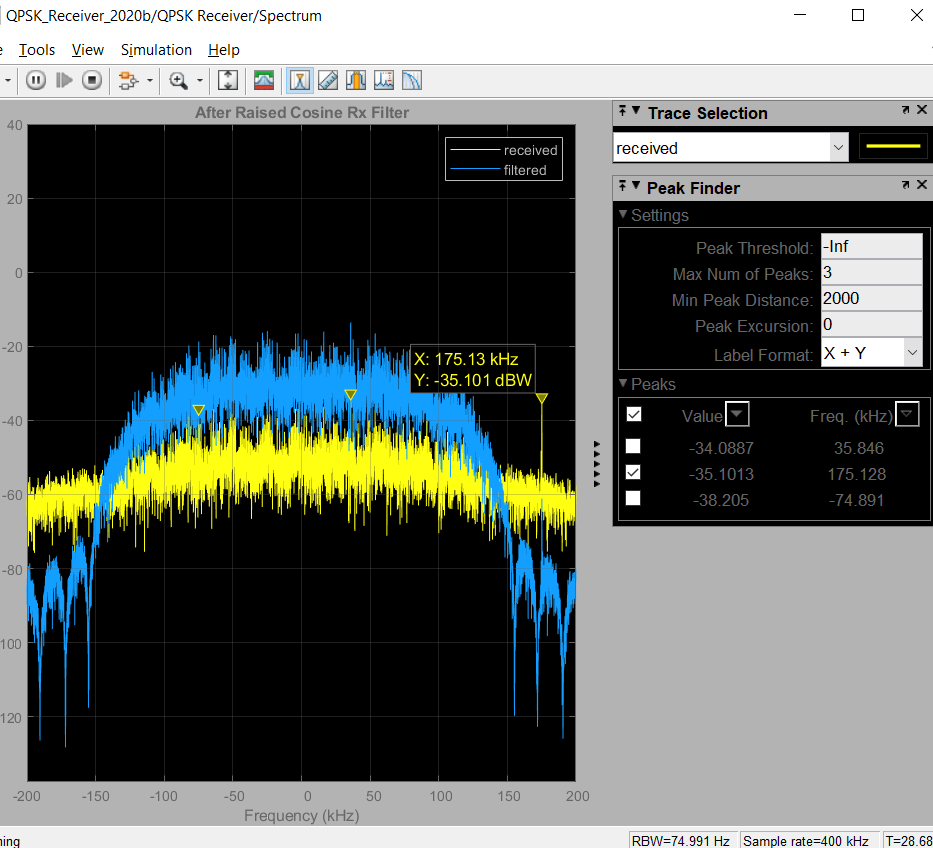 QPSK_Receiver_2020b/QPSK Receiver/Spectrum
Tools View Simulation Help
After Raised Cosine Rx Filter
40
20
0
-20
-40
-60
-80
100
120
received
filtered
X: 175.13 kHz
Y: -35.101 dBW
-200 -150 -100 -50 0 50 100 150 200
Frequency (kHz)
Trace Selection
received
Peak Finder
Settings
Peak Threshold: -Inf
Max Num of Peaks: 3
Min Peak Distance: 2000
Peak Excursion: 0
Label Format: X + Y
Peaks
Value Freq. (kHz)
-34.0887 35.846
-35.1013 175.128
-38.205 -74.891
RBW=74.991 Hz Sample rate=400 kHz T=28.68